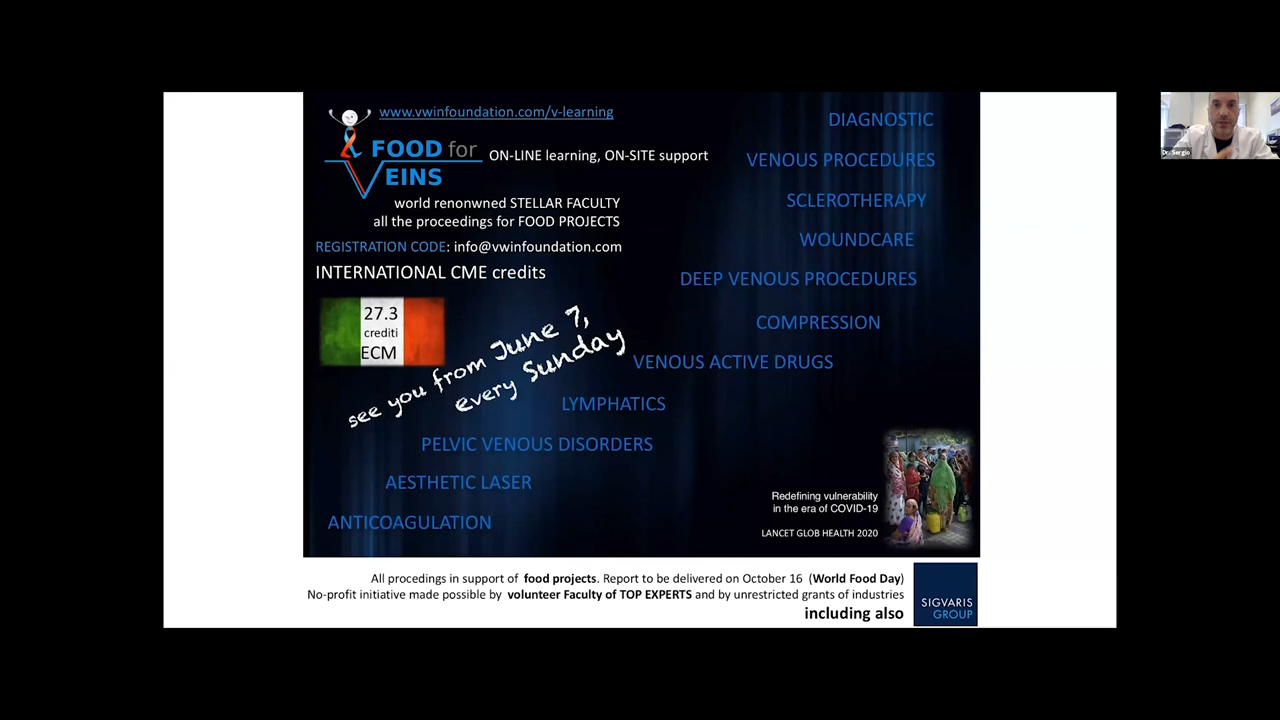 www.vwinfoundation.com/v-learning
FOOD for
VEINS
ON-LINE learning, ON-SITE support
world renonwned STELLAR FACULTY
all the proceedings for FOOD PROJECTS
REGISTRATION CODE: info@vwinfoundation.com
INTERNATIONAL CME credits
27.3
crediti
ECM
see you from June 7,
every Sunday
DIAGNOSTIC
VENOUS PROCEDURES
SCLEROTHERAPY
WOUNDCARE
DEEP VENOUS PROCEDURES
COMPRESSION
VENOUS ACTIVE DRUGS
LYMPHATICS
PELVIC VENOUS DISORDERS
AESTHETIC LASER
ANTICOAGULATION
Redefining vulnerability
in the era of COVID-19
LANCET GLOB HEALTH 2020
All procedings in support of food projects. Report to be delivered on October 16 (World Food Day)
No-profit initiative made possible by volunteer Faculty of TOP EXPERTS and by unrestricted grants of industries
including also
SIGVARIS
GROUP
Dr. Sergio